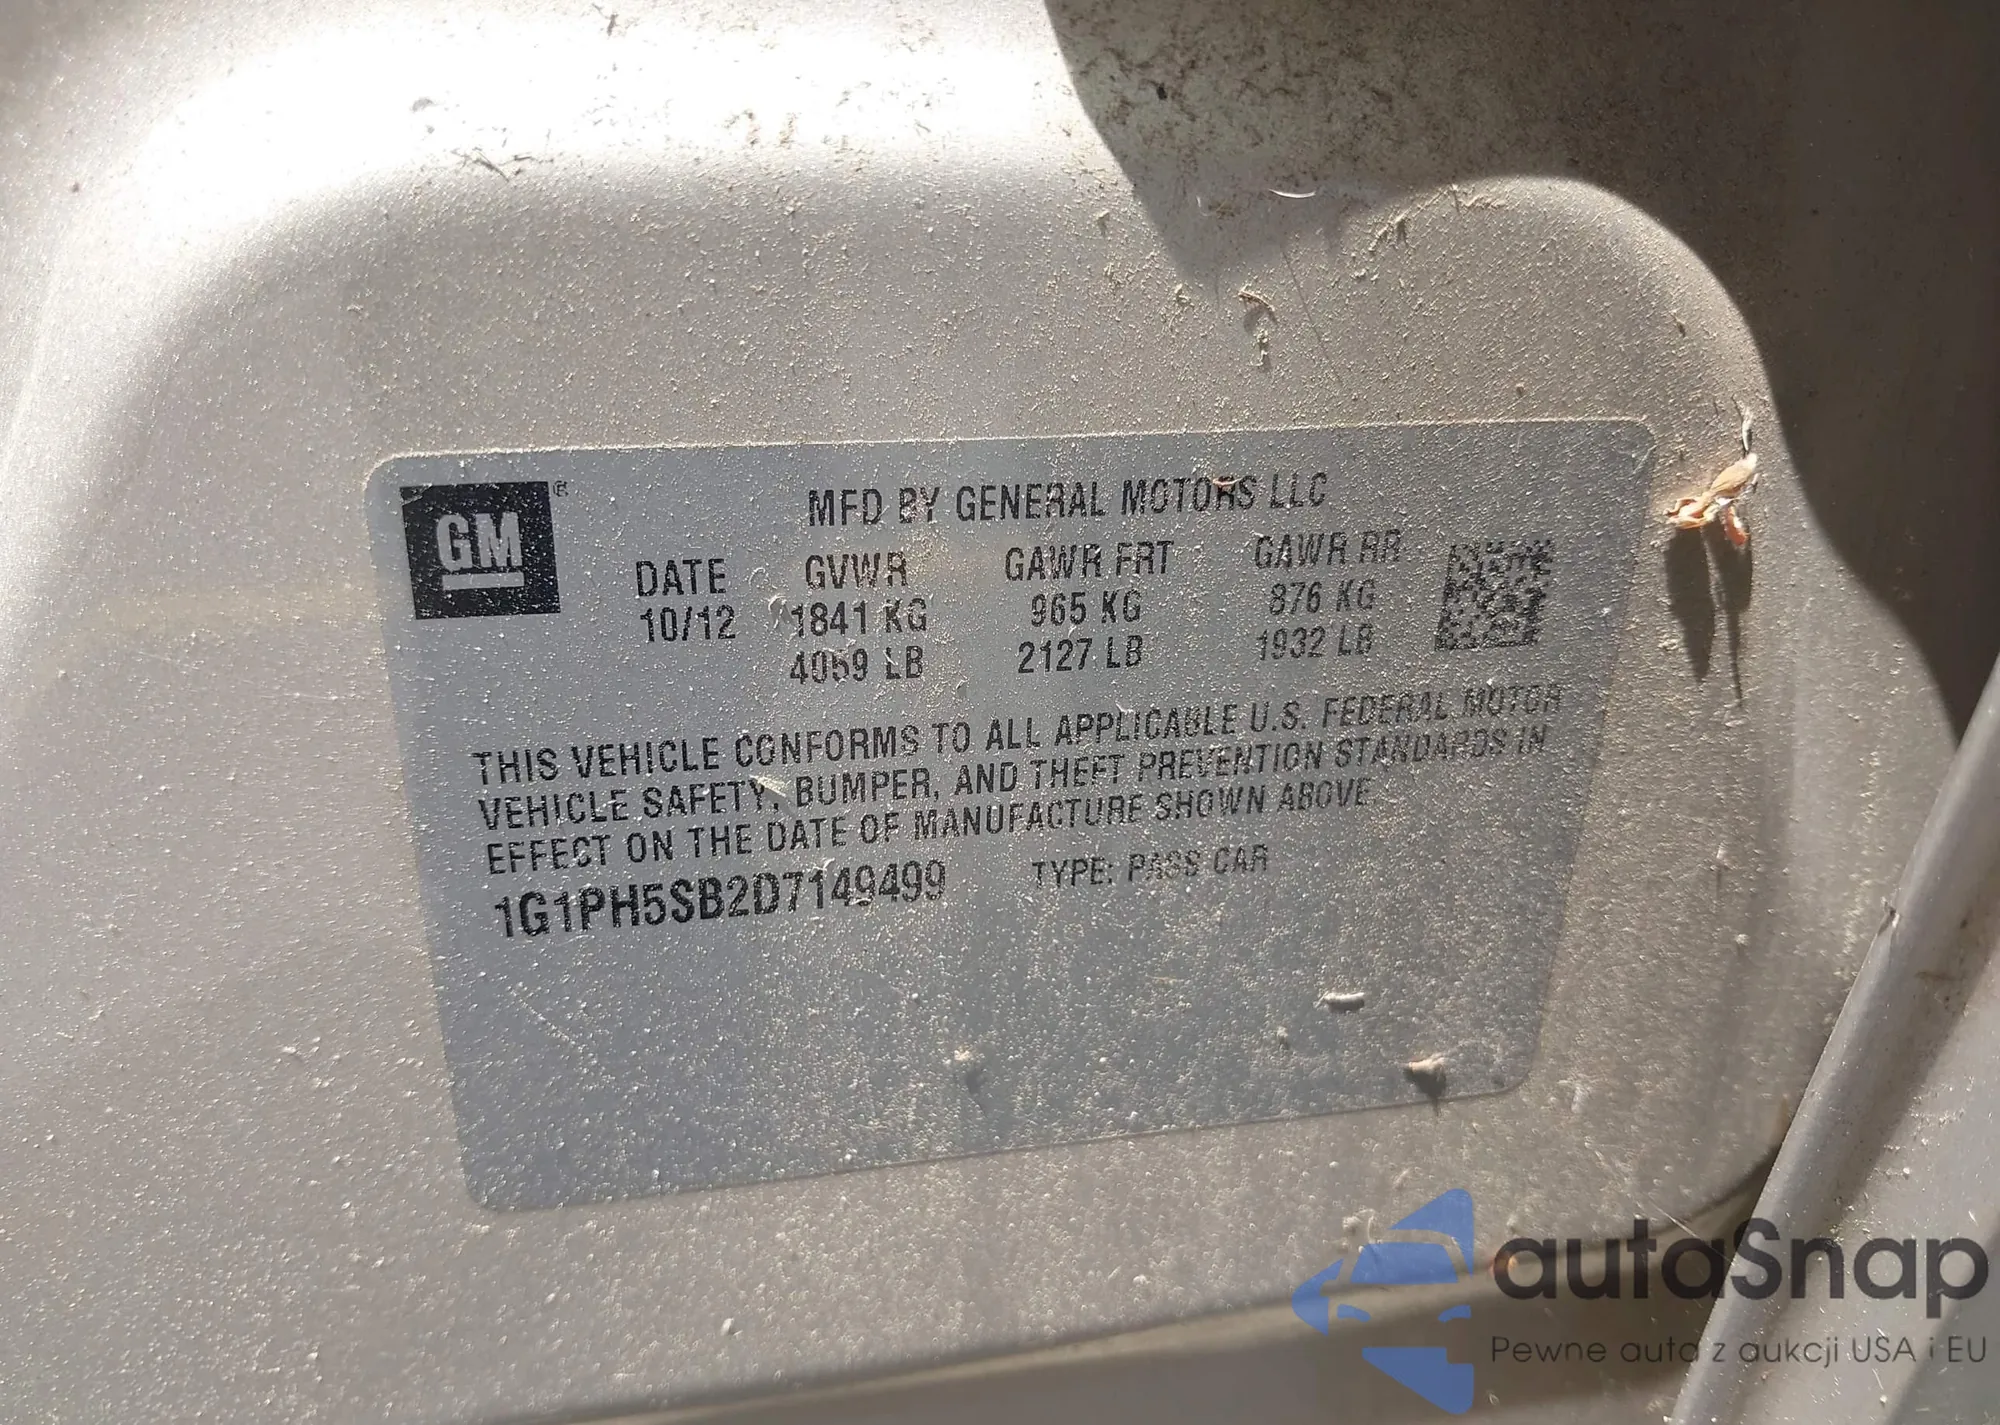 GM ®
MFD BY GENERAL MOTORS LLC
DATE GVWR GAWR FRT GAWR RR
10/12 1841 KG 965 KG 876 KG
4059 LB 2127 LB 1932 LB
THIS VEHICLE CONFORMS TO ALL APPLICABLE U.S. FEDERAL MOTOR
VEHICLE SAFETY, BUMPER, AND THEFT PREVENTION STANDARDS IN
EFFECT ON THE DATE OF MANUFACTURE SHOWN ABOVE
1G1PH5SB2D7149499 TYPE: PASS CAR
autaSnap
Pewne auta z aukcji USA i EU